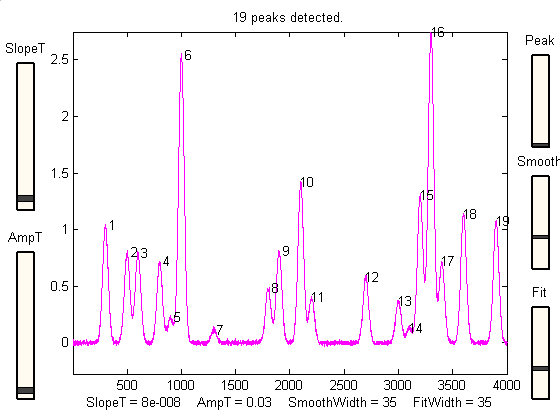 19 peaks detected.
SlopeT
AmpT
Peak
Smooth
Fit
2.5
2
1.5
1
0.5
0
500 1000 1500 2000 2500 3000 3500 4000
1 2 3 4 5 6 7 8 9 10 11 12 13 14 15 16 17 18 19
SlopeT = 8e-008 AmpT = 0.03 SmoothWidth = 35 FitWidth = 35